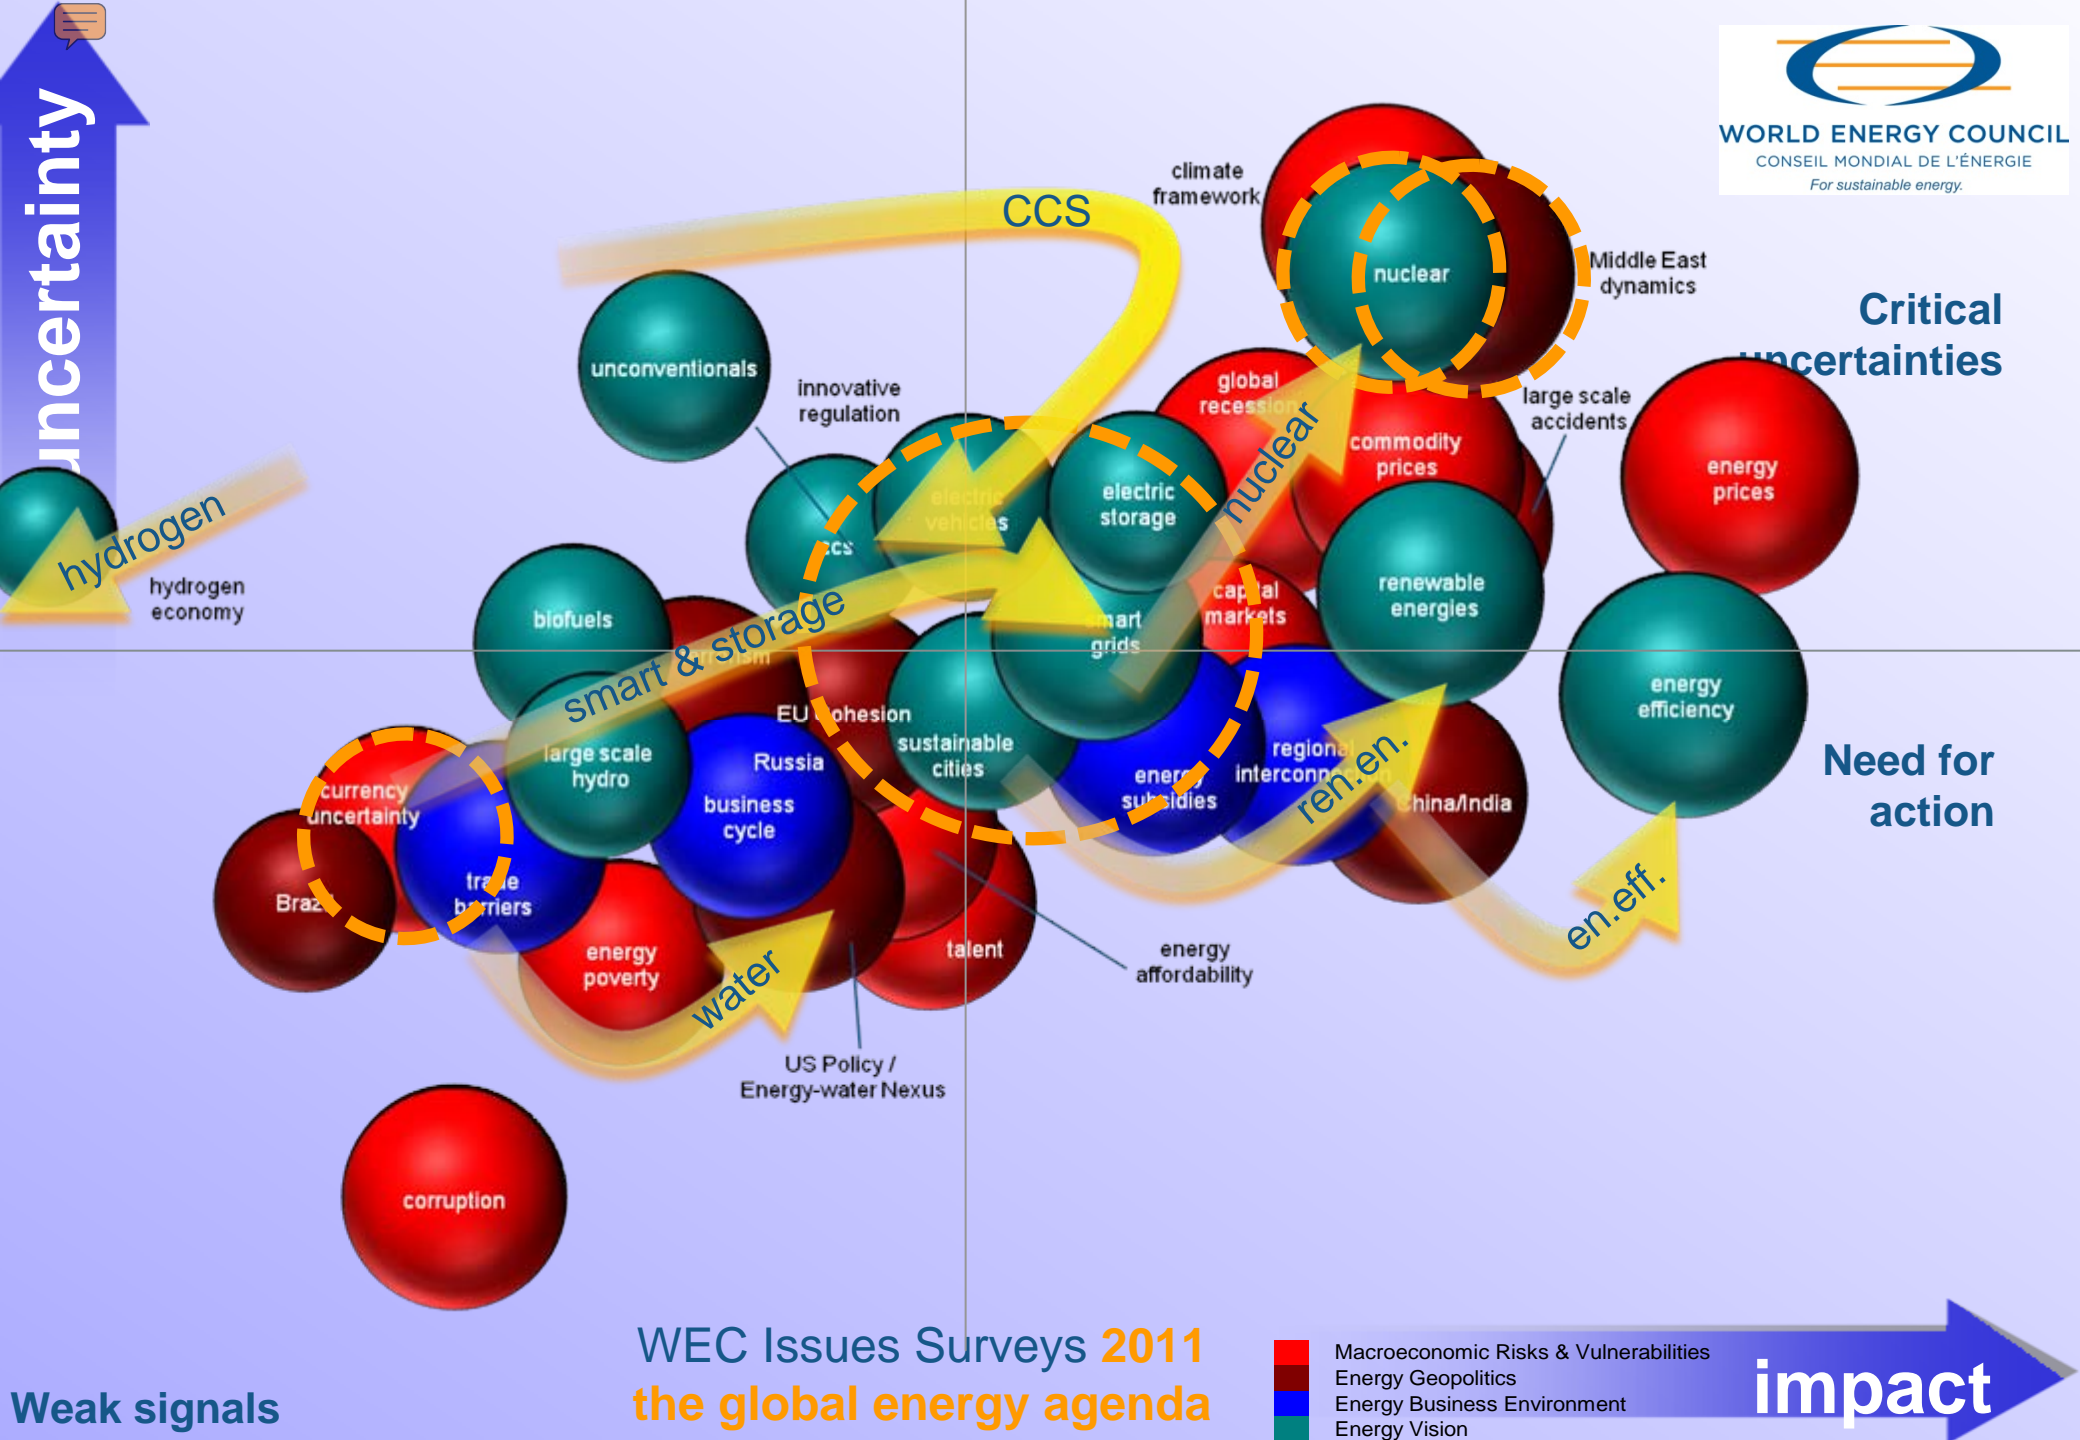 uncertainty
WORLD ENERGY COUNCIL
CONSEIL MONDIAL DE L'ÉNERGIE
For sustainable energy.
climate
framework
CCS
nuclear
Middle East
dynamics
Critical
uncertainties
unconventionals
innovative
regulation
global
recession
large scale
accidents
commodity
prices
energy
prices
electric
vehicles
electric
storage
nuclear
ccs
hydrogen
hydrogen
economy
biofuels
smart & storage
smart
grids
capital
markets
renewable
energies
energy
efficiency
EU Cohesion
sustainable
cities
Russia
large scale
hydro
business
cycle
energy
subsidies
regional
interconnection
ren.en.
China/India
Need for
action
currency
uncertainty
Brazil
trade
barriers
energy
poverty
water
talent
energy
affordability
en.eff.
US Policy /
Energy-water Nexus
corruption
WEC Issues Surveys 2011
the global energy agenda
Weak signals
Macroeconomic Risks & Vulnerabilities
Energy Geopolitics
Energy Business Environment
Energy Vision
impact